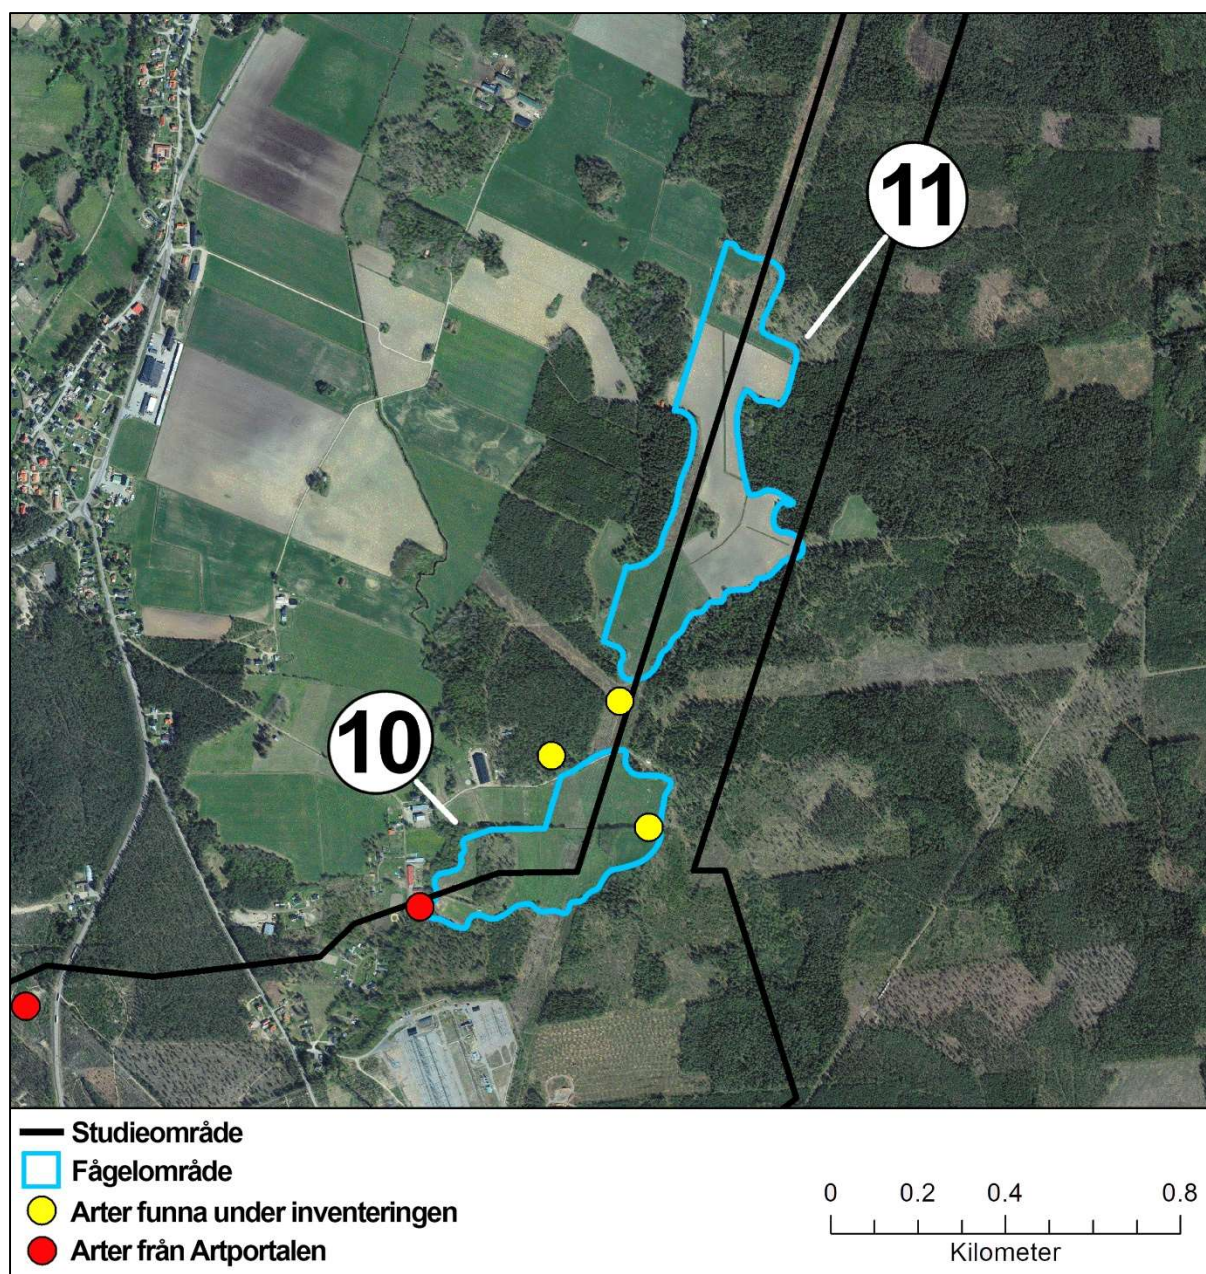 11
10
Studieområde
Fågelområde
Arter funna under inventeringen
Arter från Artportalen
0 0.2 0.4 0.8
Kilometer